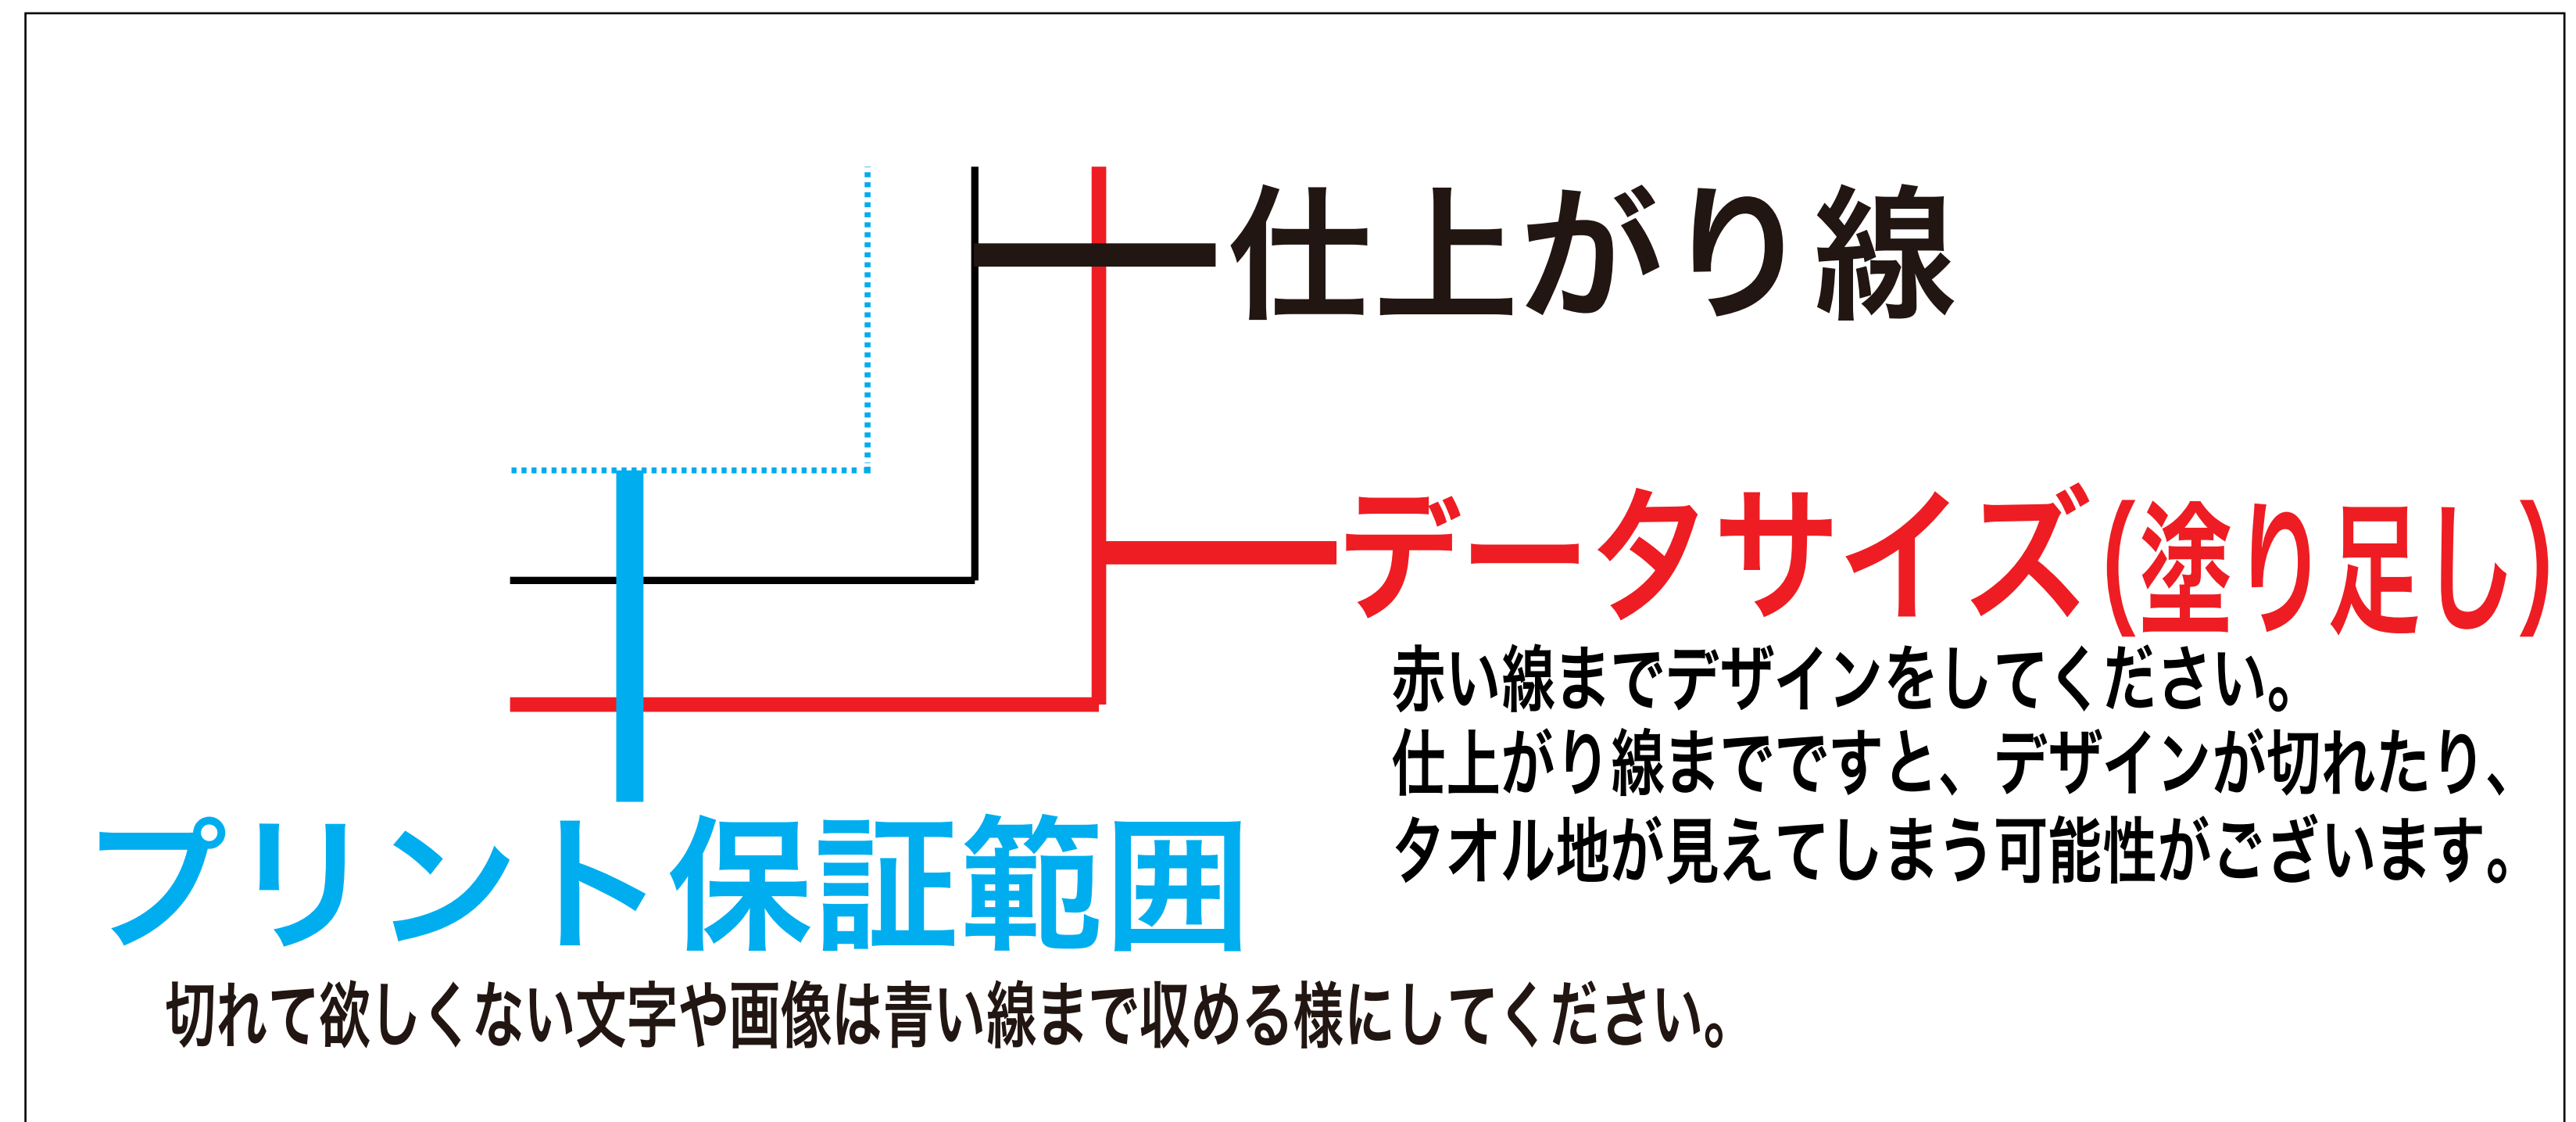 仕上がり線
データサイズ(塗り足し)
赤い線までデザインをしてください。
仕上がり線までですと、デザインが切れたり、
タオル地が見えてしまう可能性がございます。
プリント保証範囲
切れて欲しくない文字や画像は青い線まで収める様にしてください。